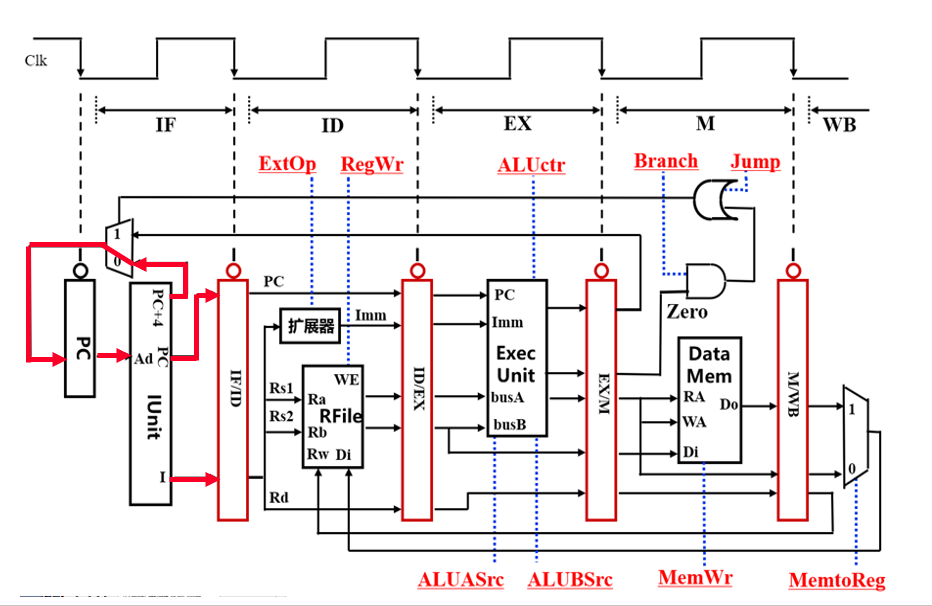 Clk
IF
ID
EX
M
WB
ExtOp
RegWr
ALUctr
Branch
Jump
1
0
PC
PC+4
PC
Ad
IUnit
I
IF/ID
PC
扩展器
Imm
Rs1
Rs2
Rd
WE
Ra
RFile
Rb
Rw Di
ID/EX
PC
Imm
Exec
Unit
busA
busB
EX/M
Zero
Data
Mem
RA
Do
WA
Di
M/WB
1
0
ALUASrc
ALUBSrc
MemWr
MemtoReg